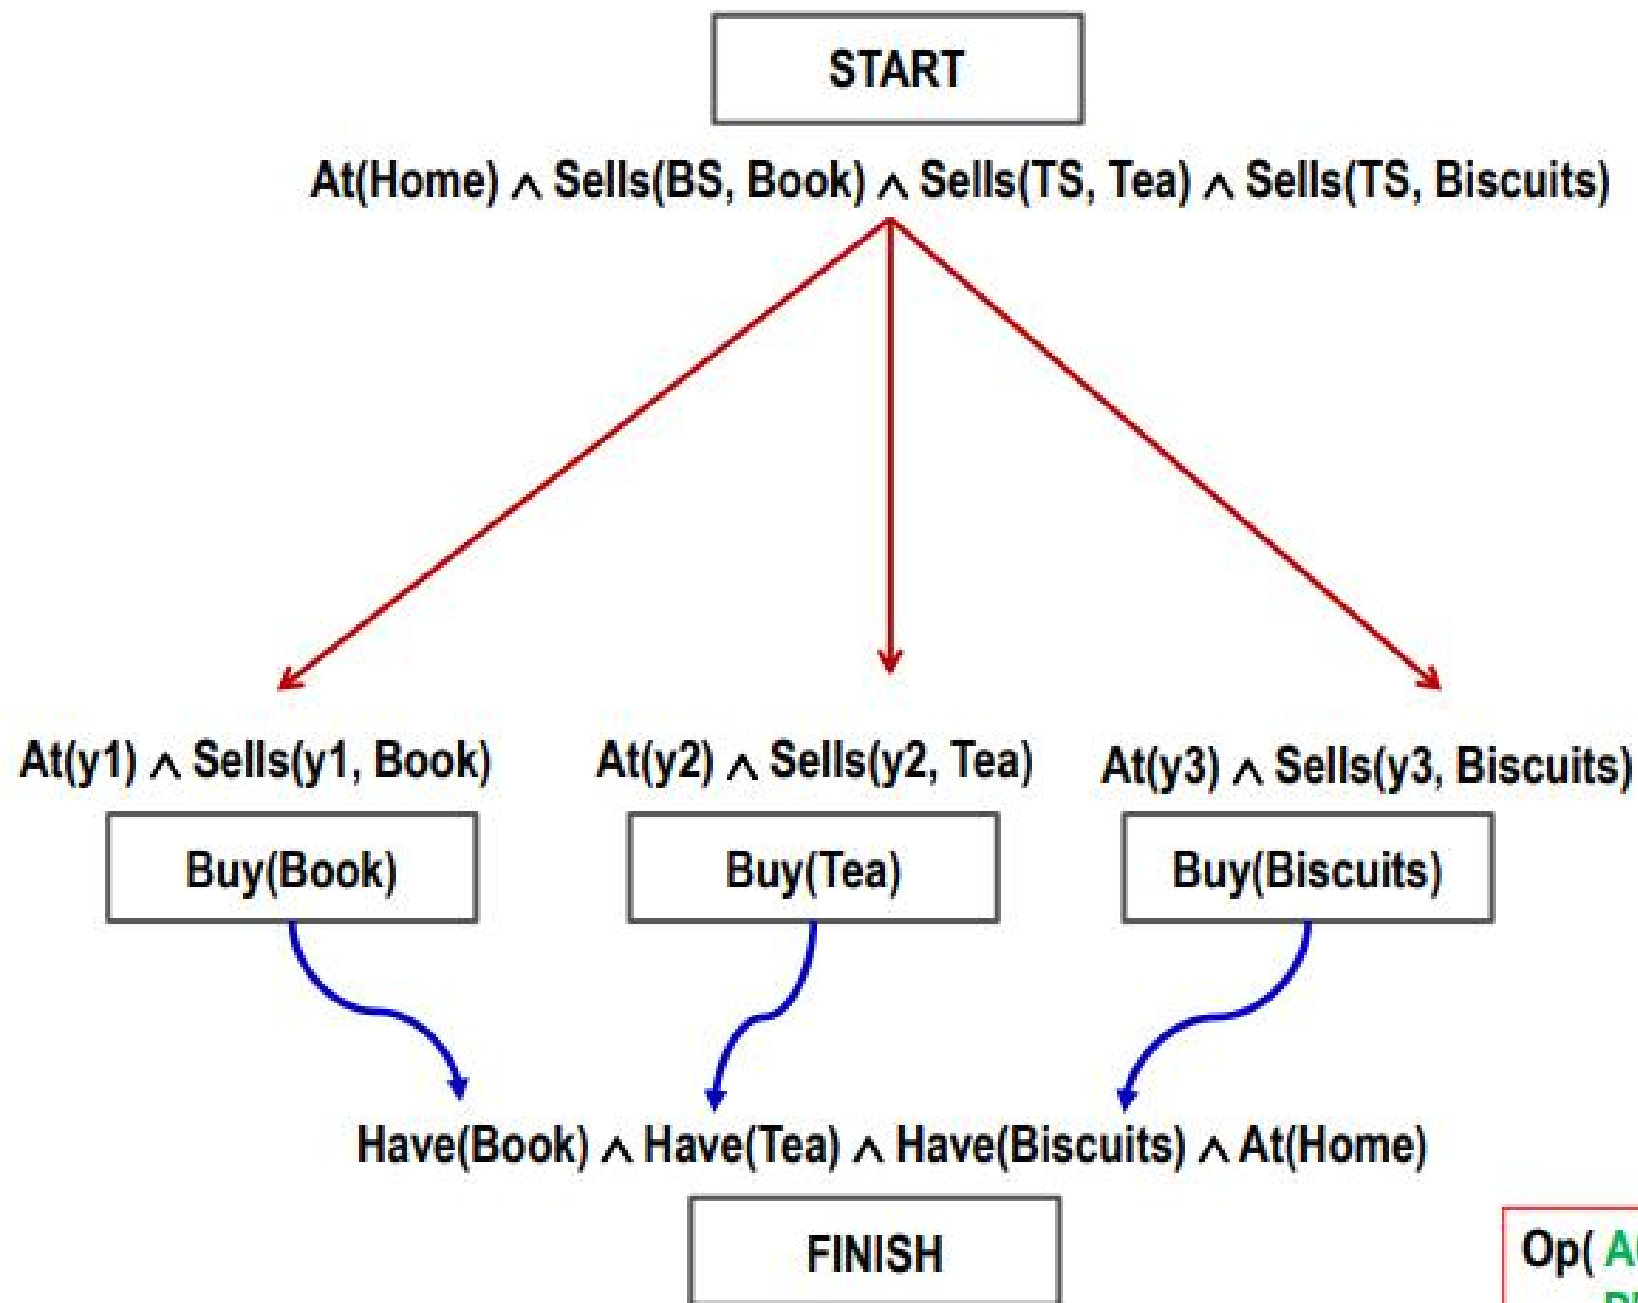 START
At(Home) ∧ Sells(BS, Book) ∧ Sells(TS, Tea) ∧ Sells(TS, Biscuits)
At(y1) ∧ Sells(y1, Book) At(y2) ∧ Sells(y2, Tea) At(y3) ∧ Sells(y3, Biscuits)
Buy(Book) Buy(Tea) Buy(Biscuits)
Have(Book) ∧ Have(Tea) ∧ Have(Biscuits) ∧ At(Home)
FINISH
Op(